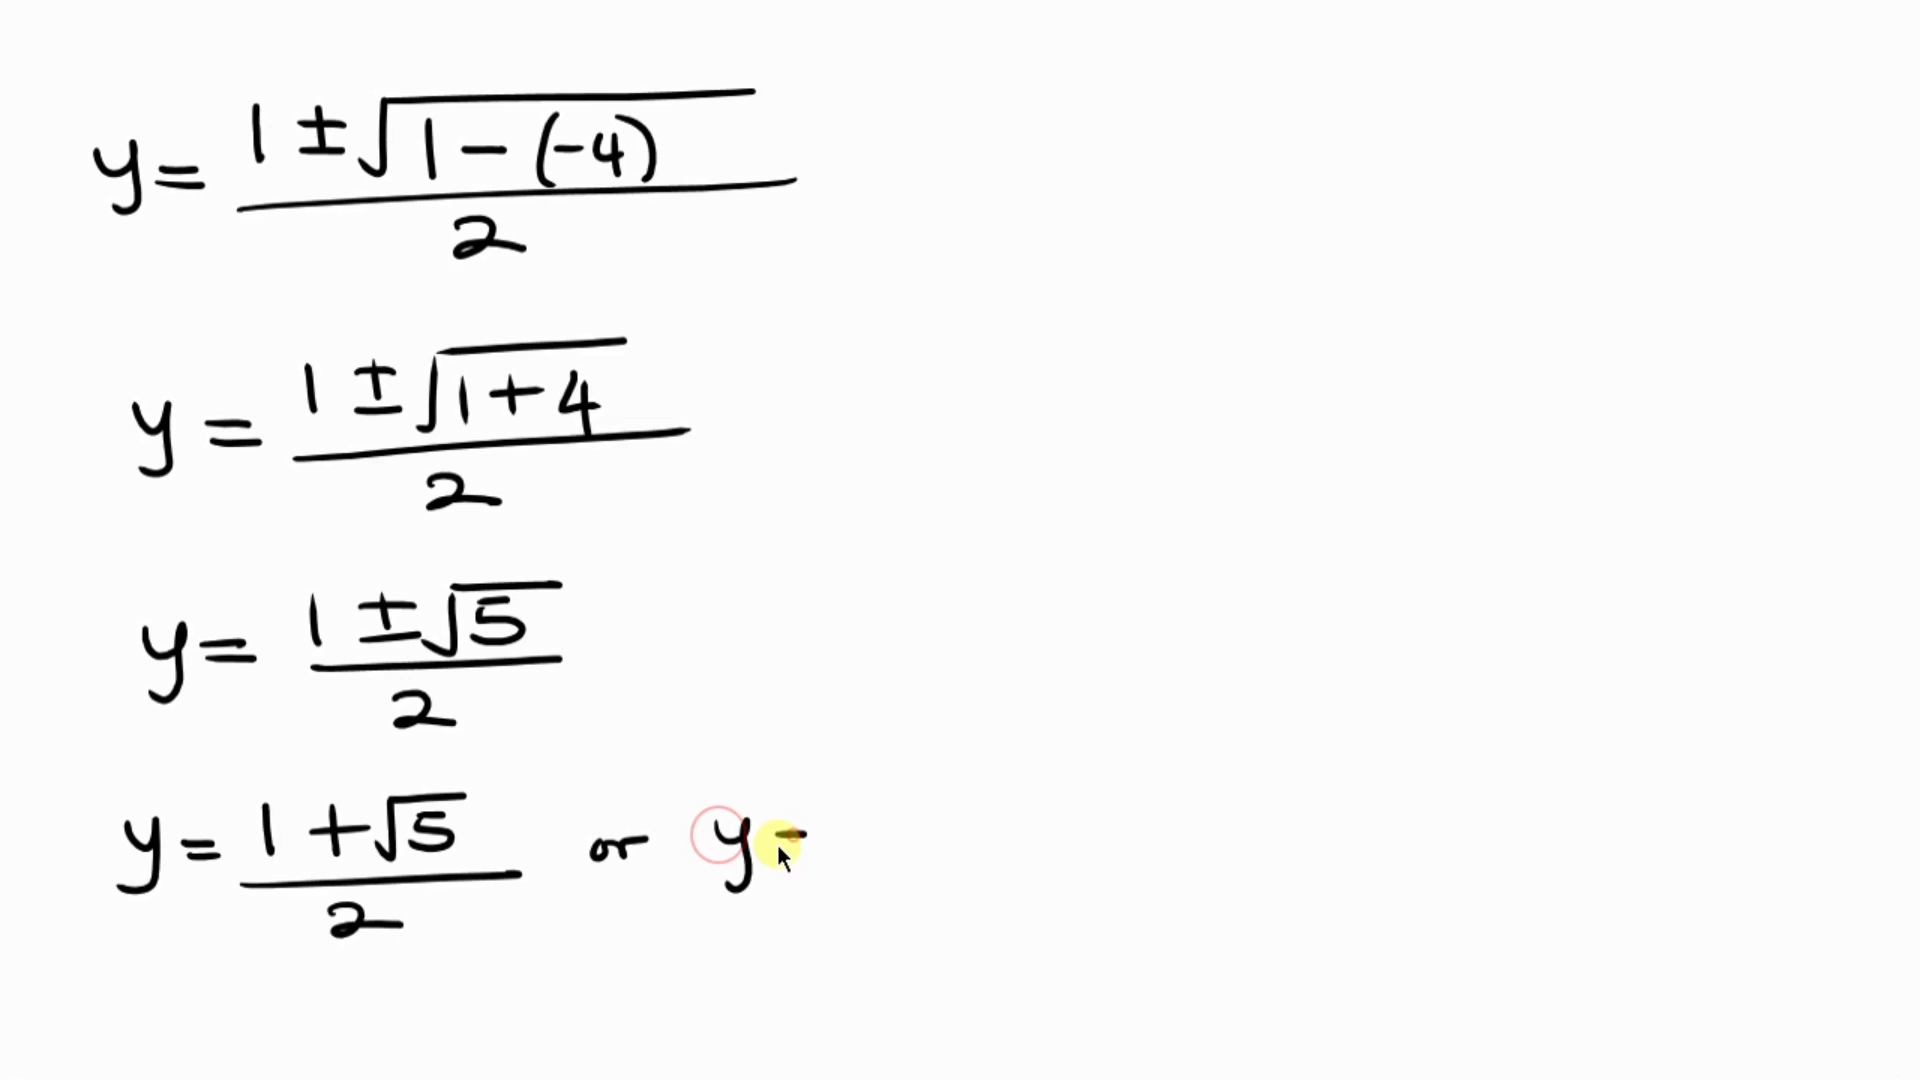 y = (1 ± √(1 - (-4))) / 2
y = (1 ± √(1 + 4)) / 2
y = (1 ± √5) / 2
y = (1 + √5) / 2 or y -